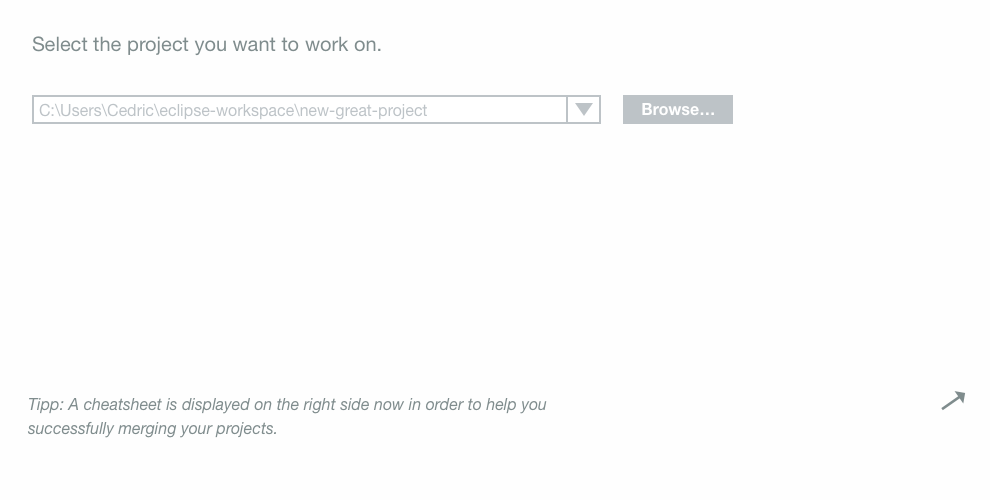 Select the project you want to work on.
C:\Users\Cedric\eclipse-workspace\new-great-project
Browse...
Tipp: A cheatsheet is displayed on the right side now in order to help you
successfully merging your projects.